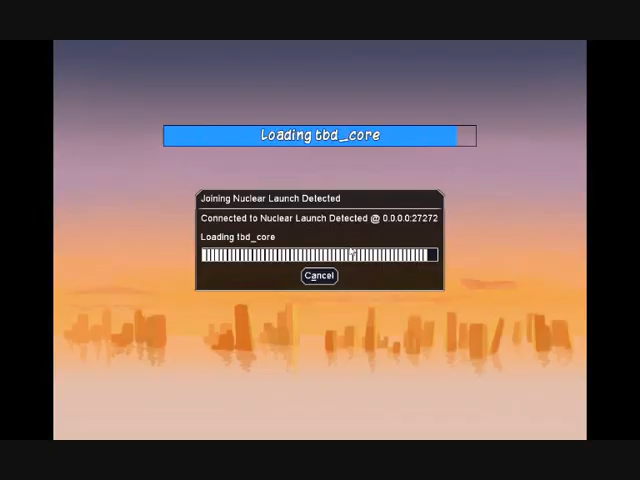 Loading tbd_core
Joining Nuclear Launch Detected
Connected to Nuclear Launch Detected @ 0.0.0.0:27272
Loading tbd_core
Cancel